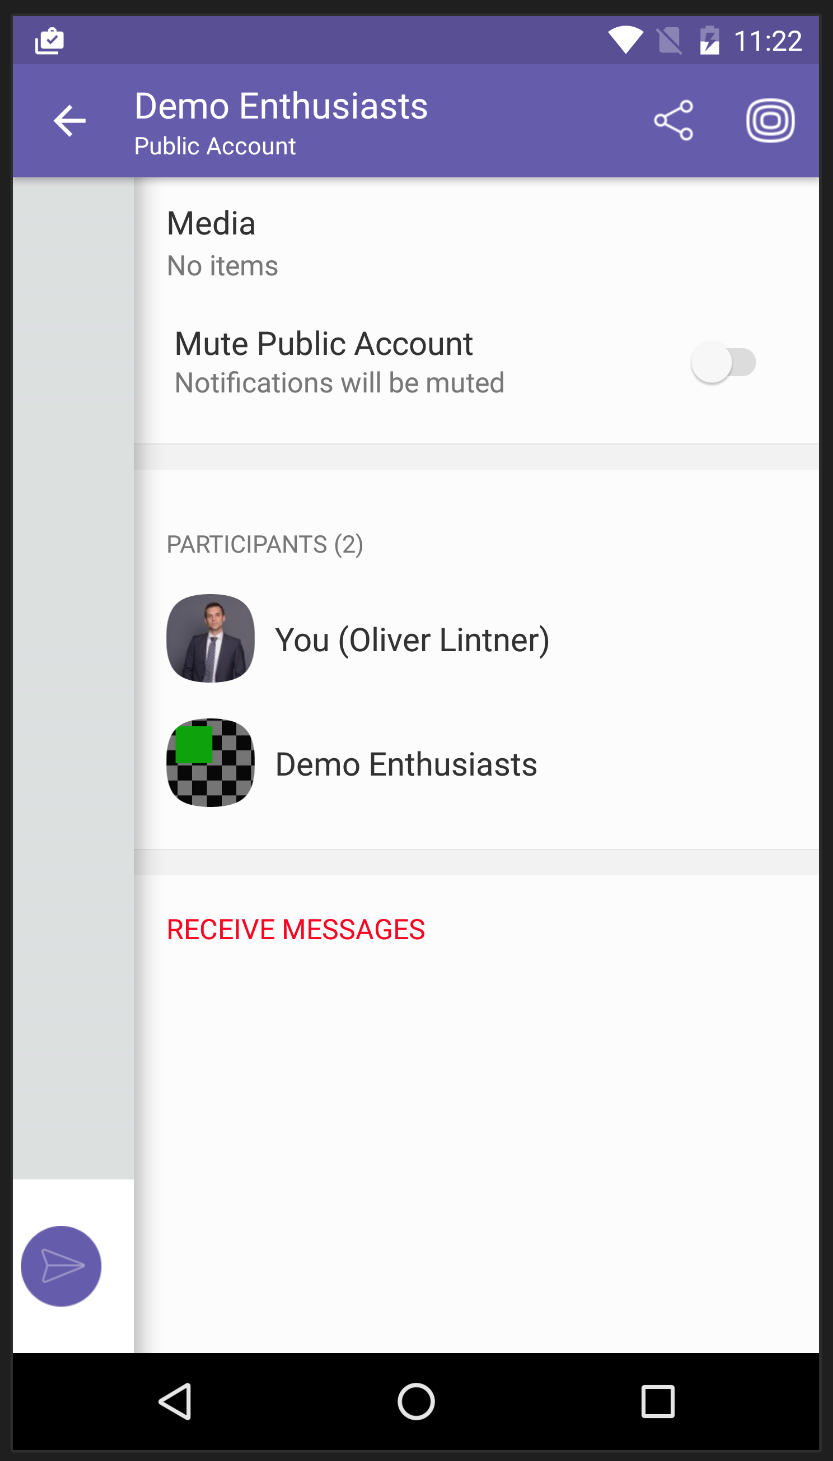 11:22
Demo Enthusiasts
Public Account
Media
No items
Mute Public Account
Notifications will be muted
PARTICIPANTS (2)
You (Oliver Lintner)
Demo Enthusiasts
RECEIVE MESSAGES